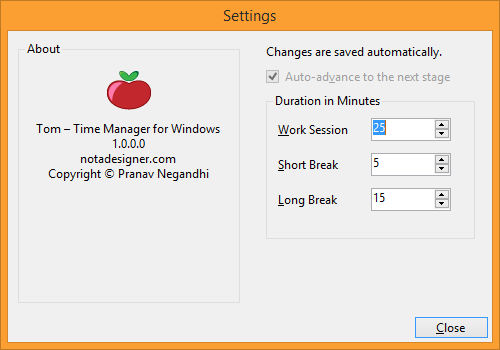 Settings
About
Tom – Time Manager for Windows
1.0.0.0
notadesigner.com
Copyright © Pranav Negandhi
Changes are saved automatically.
Auto-advance to the next stage
Duration in Minutes
Work Session 25
Short Break 5
Long Break 15
Close